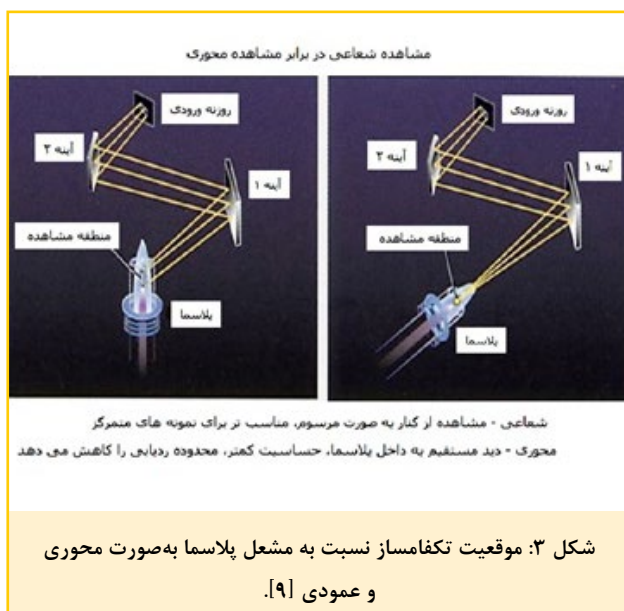 مشاهده شعاعی در برابر مشاهده محوری
روزنه ورودی
آینه ۲
آینه ۱
منطقه مشاهده
پلاسما
روزنه ورودی
آینه ۲
آینه ۱
منطقه مشاهده
پلاسما
شعاعی - مشاهده از کنار به صورت مرسوم، مناسب تر برای نمونه های متمرکز
محوری - دید مستقیم به داخل پلاسما، حساسیت کمتر، محدوده ردیابی را کاهش می دهد
شکل ۳: موقعیت تکفامساز نسبت به مشعل پلاسما به‌صورت محوری
و عمودی [۹].